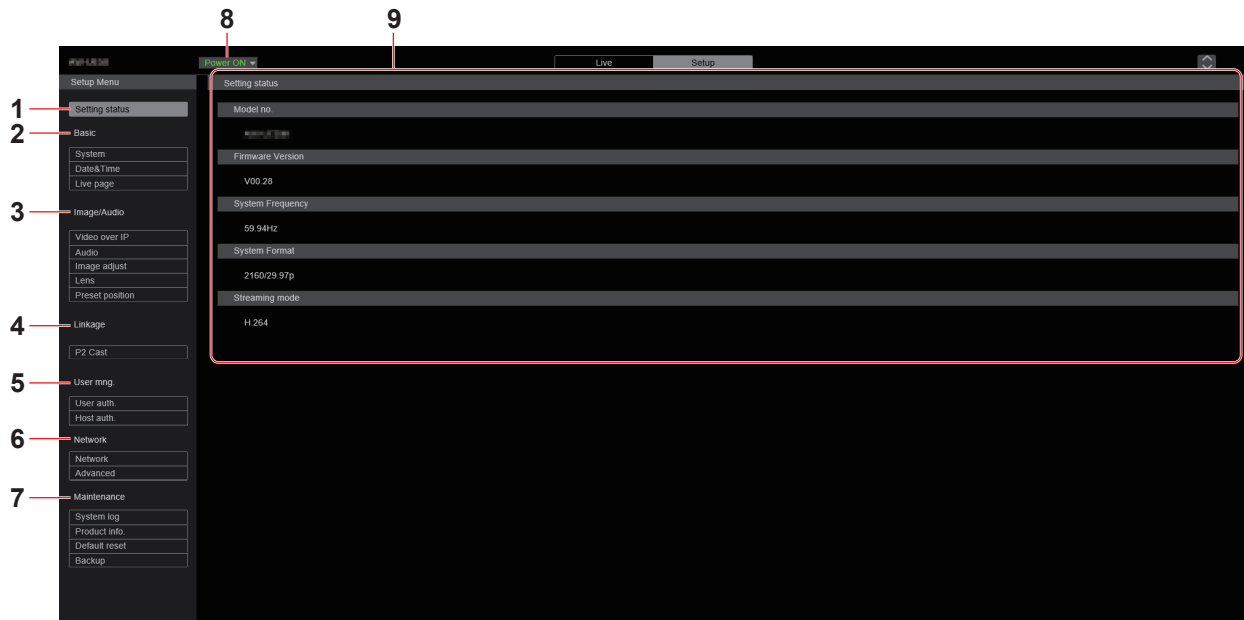 8 9
Power ON Live Setup
Setup Menu
Setting status
1 Setting status
2 Basic
System
Date&Time
Live page
3 Image/Audio
Video over IP
Audio
Image adjust
Lens
Preset position
4 Linkage
P2 Cast
5 User mng.
User auth.
Host auth.
6 Network
Network
Advanced
7 Maintenance
System log
Product info.
Default reset
Backup
Model no.
Firmware Version
V00.28
System Frequency
59.94Hz
System Format
2160/29.97p
Streaming mode
H.264